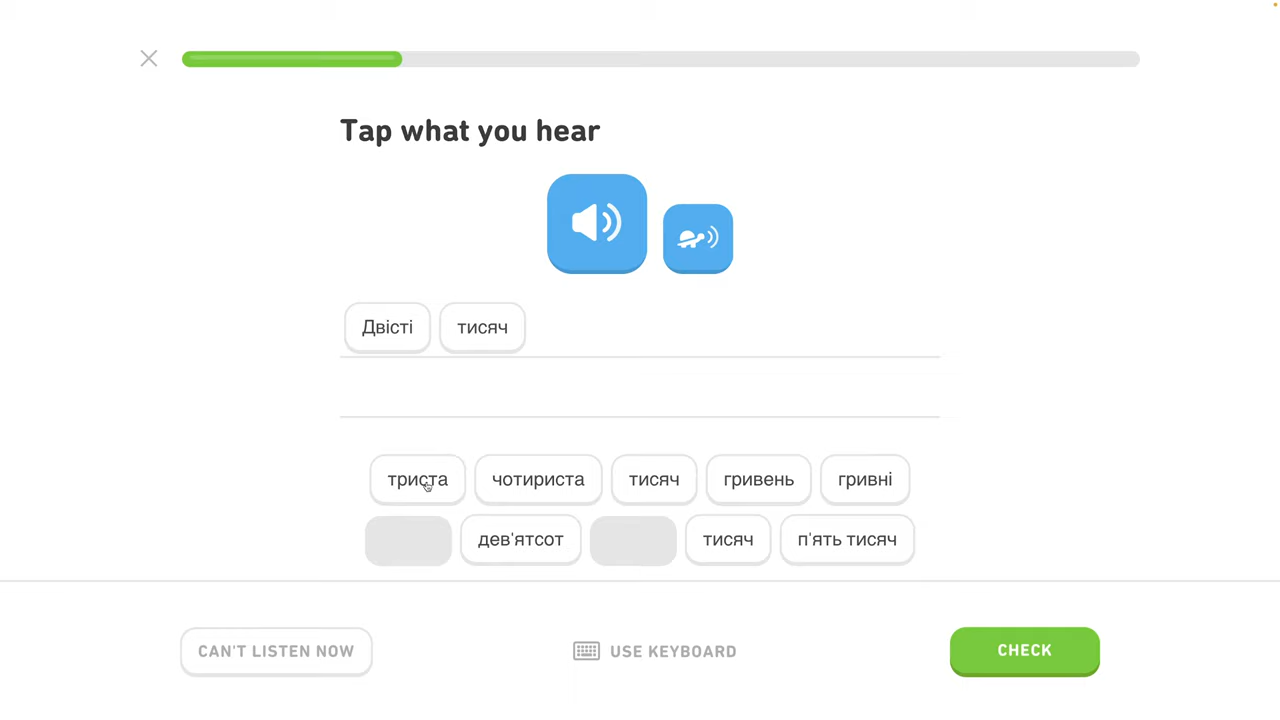 Tap what you hear
Двісті тисяч
триста чотириста тисяч гривень гривні
дев'ятсот тисяч п'ять тисяч
CAN'T LISTEN NOW USE KEYBOARD CHECK